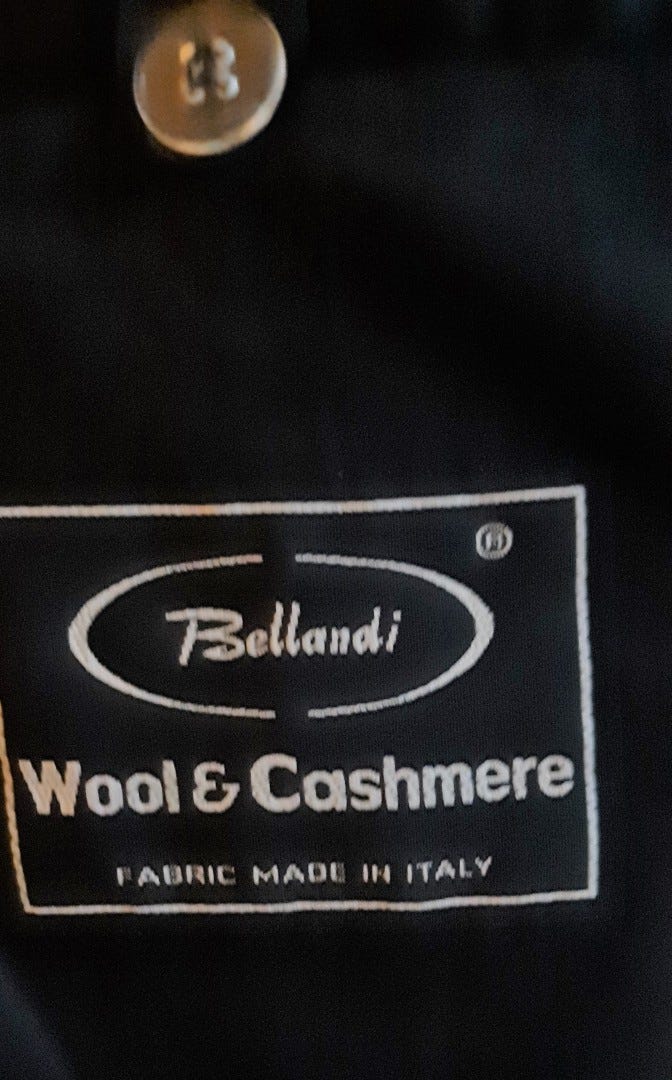 ®
Bellandi
Wool & Cashmere
FABRIC MADE IN ITALY